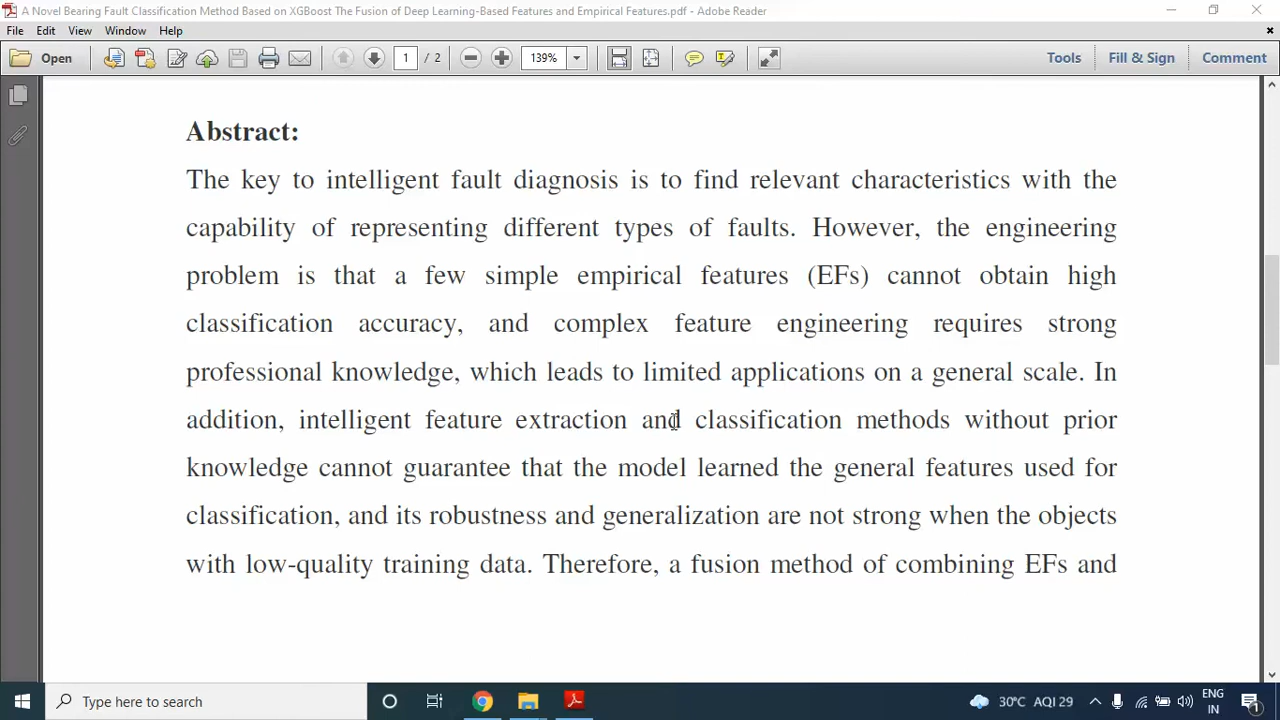 A Novel Bearing Fault Classification Method Based on XGBoost The Fusion of Deep Learning-Based Features and Empirical Features.pdf - Adobe Reader
File Edit View Window Help
Open 1 / 2 139% Tools Fill & Sign Comment
Abstract:
The key to intelligent fault diagnosis is to find relevant characteristics with the
capability of representing different types of faults. However, the engineering
problem is that a few simple empirical features (EFs) cannot obtain high
classification accuracy, and complex feature engineering requires strong
professional knowledge, which leads to limited applications on a general scale. In
addition, intelligent feature extraction and classification methods without prior
knowledge cannot guarantee that the model learned the general features used for
classification, and its robustness and generalization are not strong when the objects
with low-quality training data. Therefore, a fusion method of combining EFs and
Type here to search 30°C AQI 29 ENG
IN 1